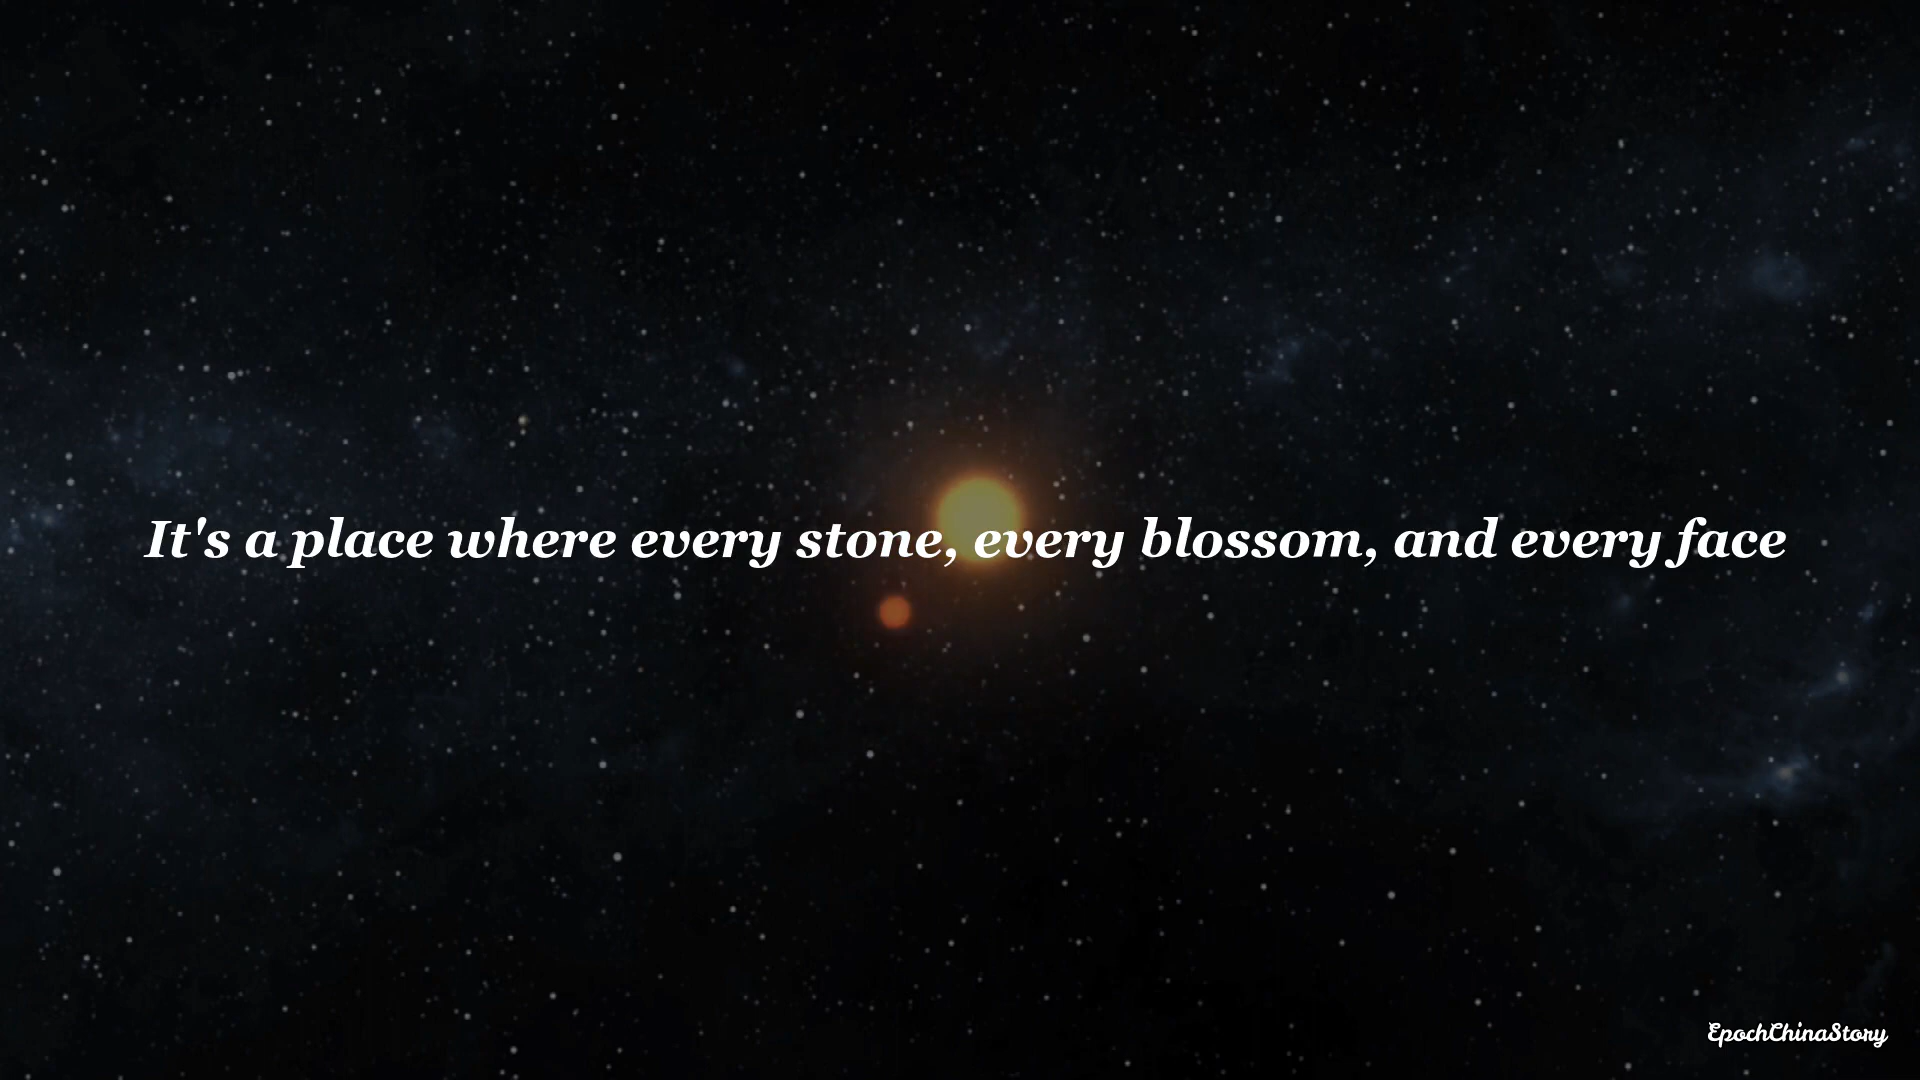 It's a place where every stone, every blossom, and every face
EpochChinaStory